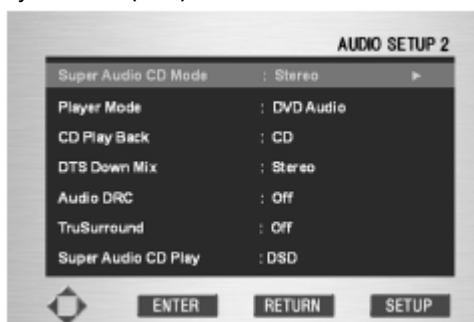 AUDIO SETUP 2
Super Audio CD Mode : Stereo
Player Mode : DVD Audio
CD Play Back : CD
DTS Down Mix : Stereo
Audio DRC : Off
TruSurround : Off
Super Audio CD Play : DSD
ENTER RETURN SETUP